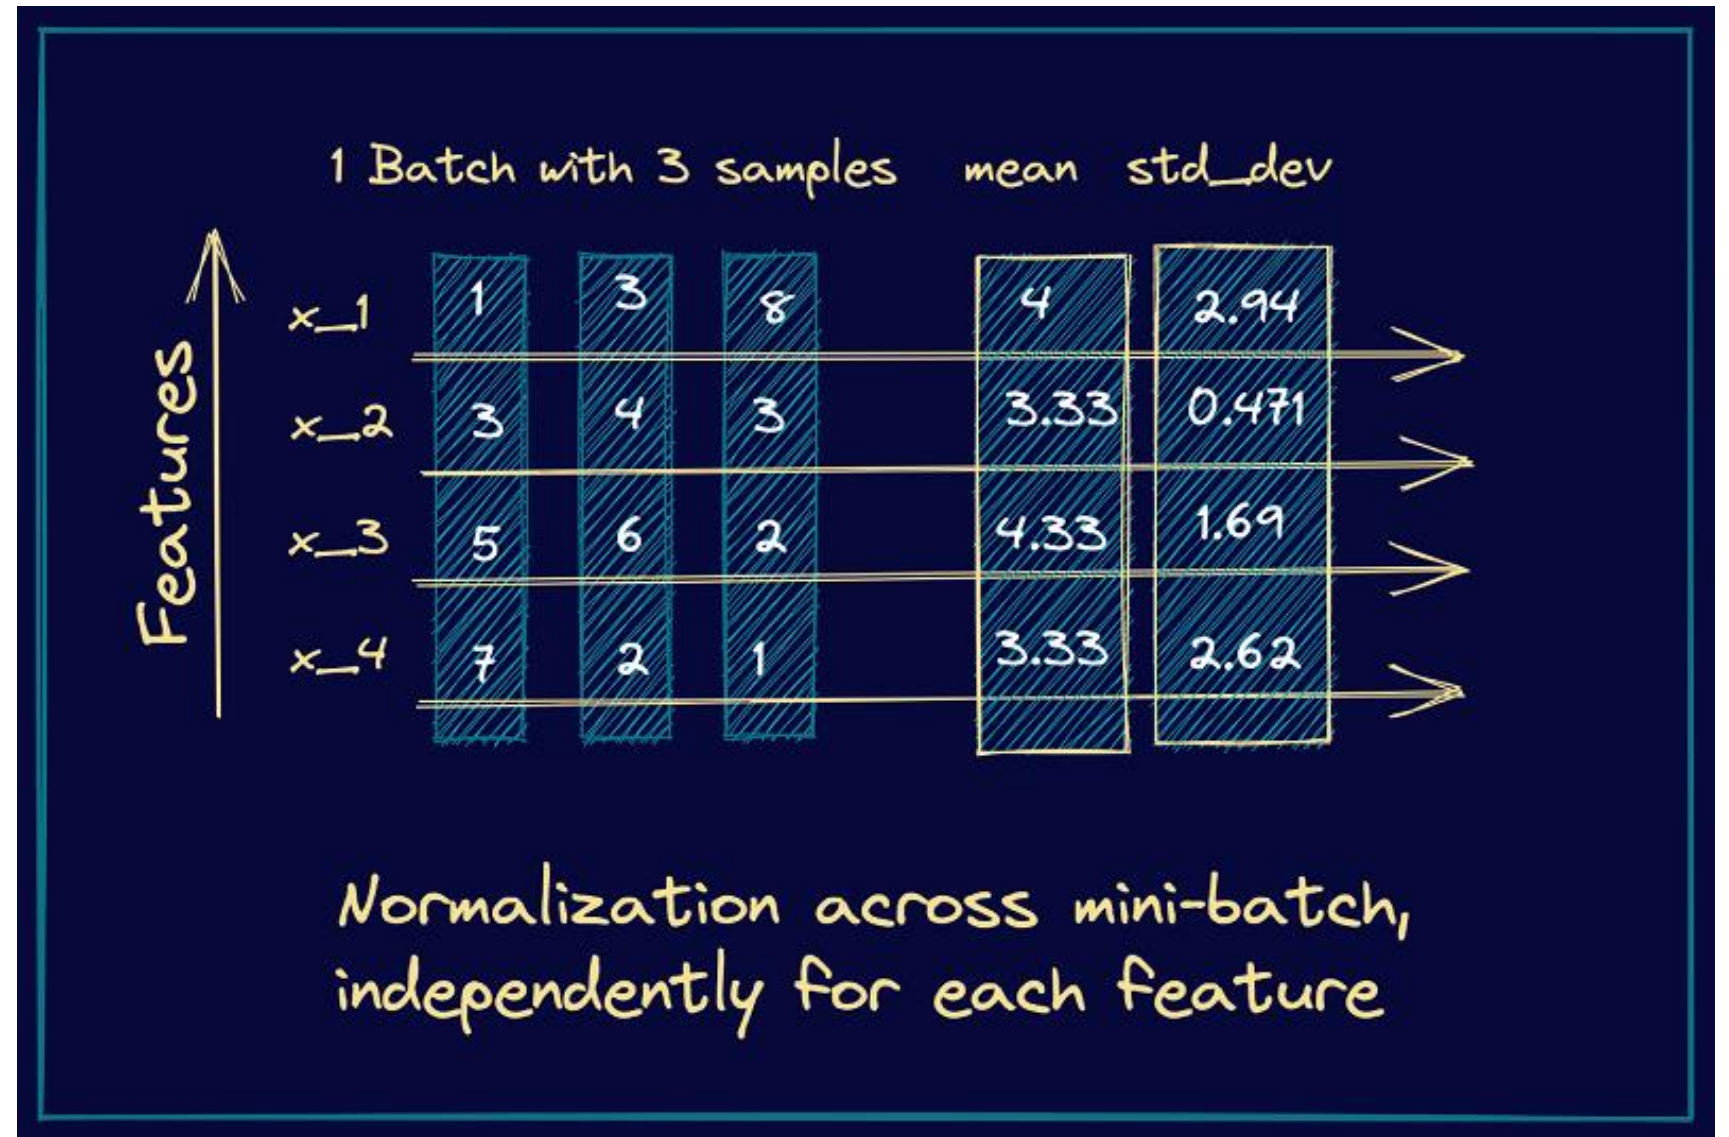 1 Batch with 3 samples mean std_dev
Features
x_1 1 3 8 4 2.94
x_2 3 4 3 3.33 0.471
x_3 5 6 2 4.33 1.69
x_4 7 2 1 3.33 2.62
Normalization across mini-batch,
independently for each feature